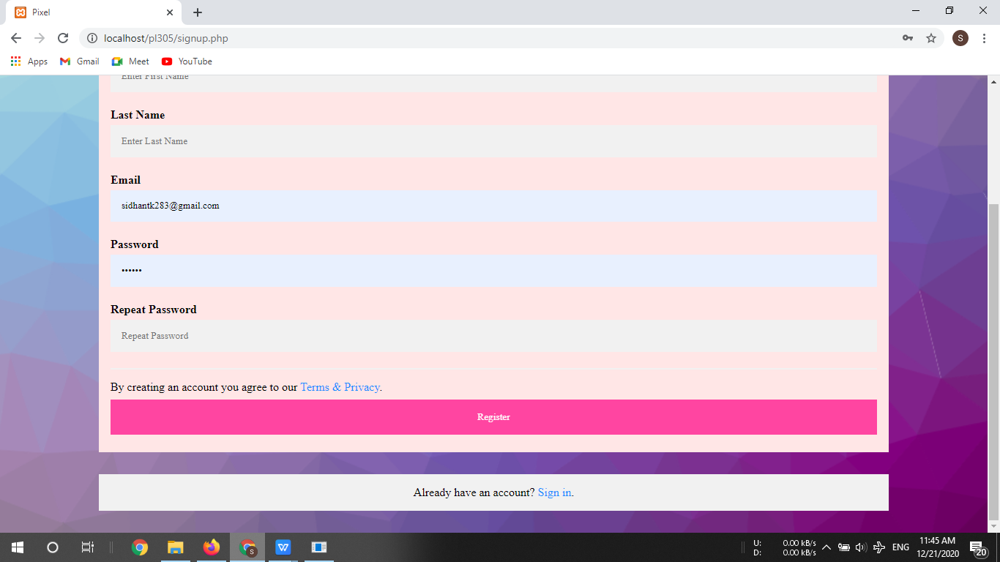 Pixel
localhost/pl305/signup.php
S
Apps Gmail Meet YouTube
Enter First Name
Last Name
Enter Last Name
Email
sidhantk283@gmail.com
Password
••••••
Repeat Password
Repeat Password
By creating an account you agree to our Terms & Privacy.
Register
Already have an account? Sign in.
U: 0.00 kB/s
D: 0.00 kB/s
ENG
11:45 AM
12/21/2020
20